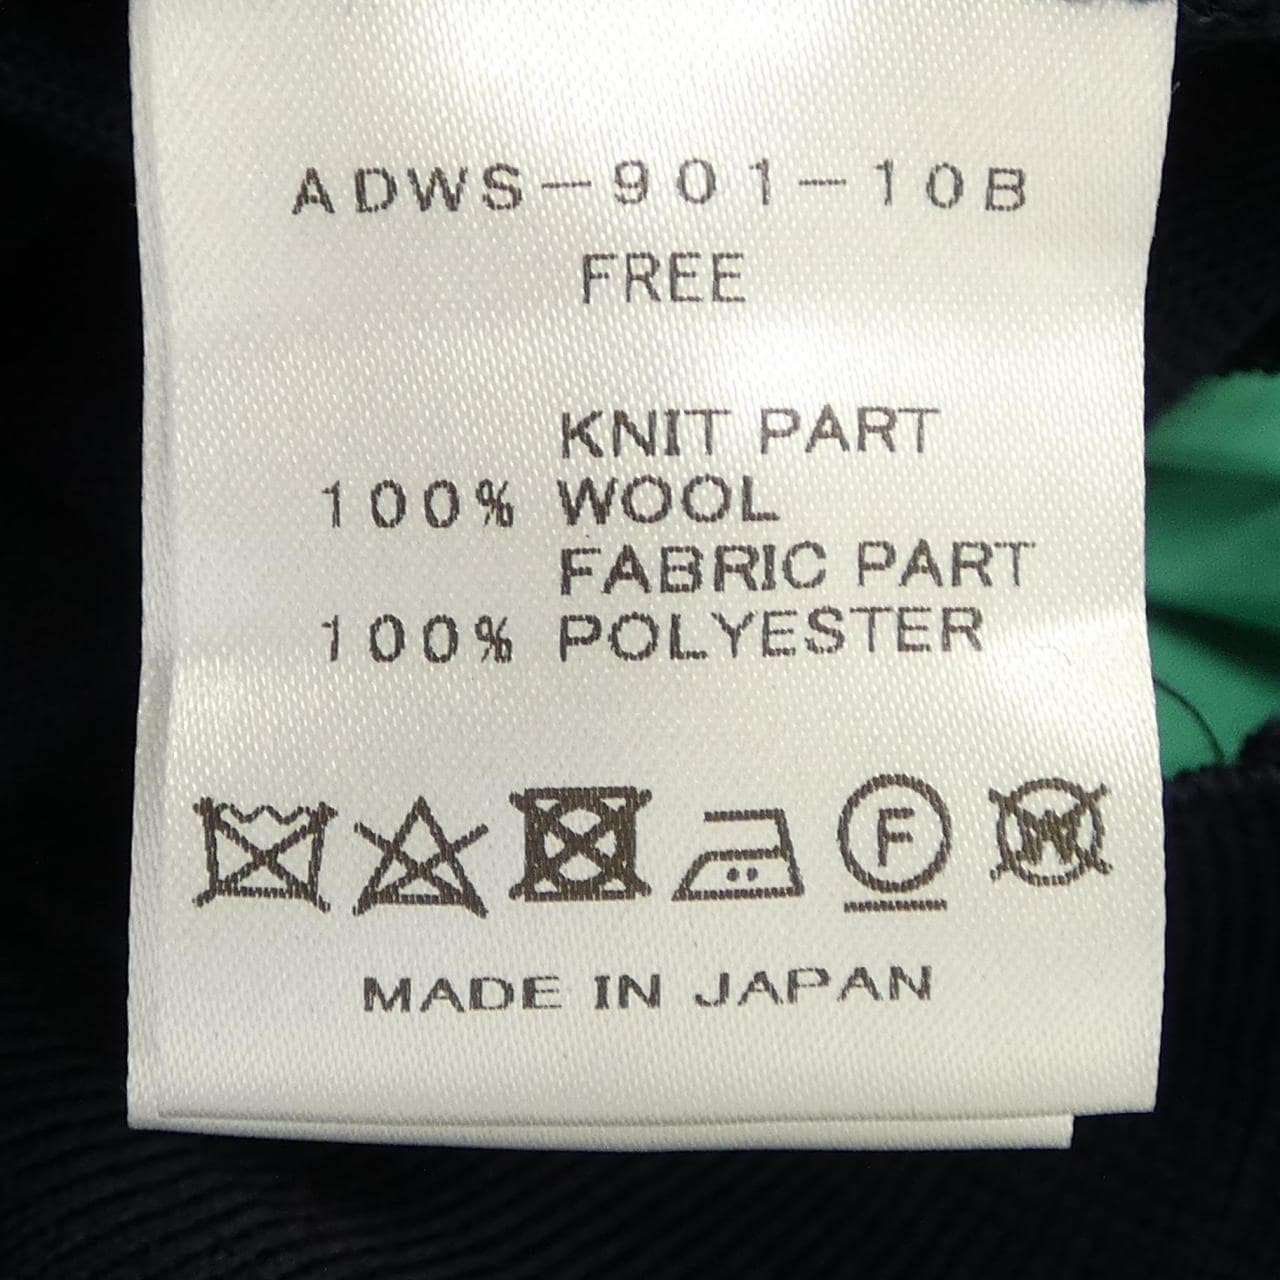 ADWS-901-10B
FREE
KNIT PART
100% WOOL
FABRIC PART
100% POLYESTER
F W
MADE IN JAPAN